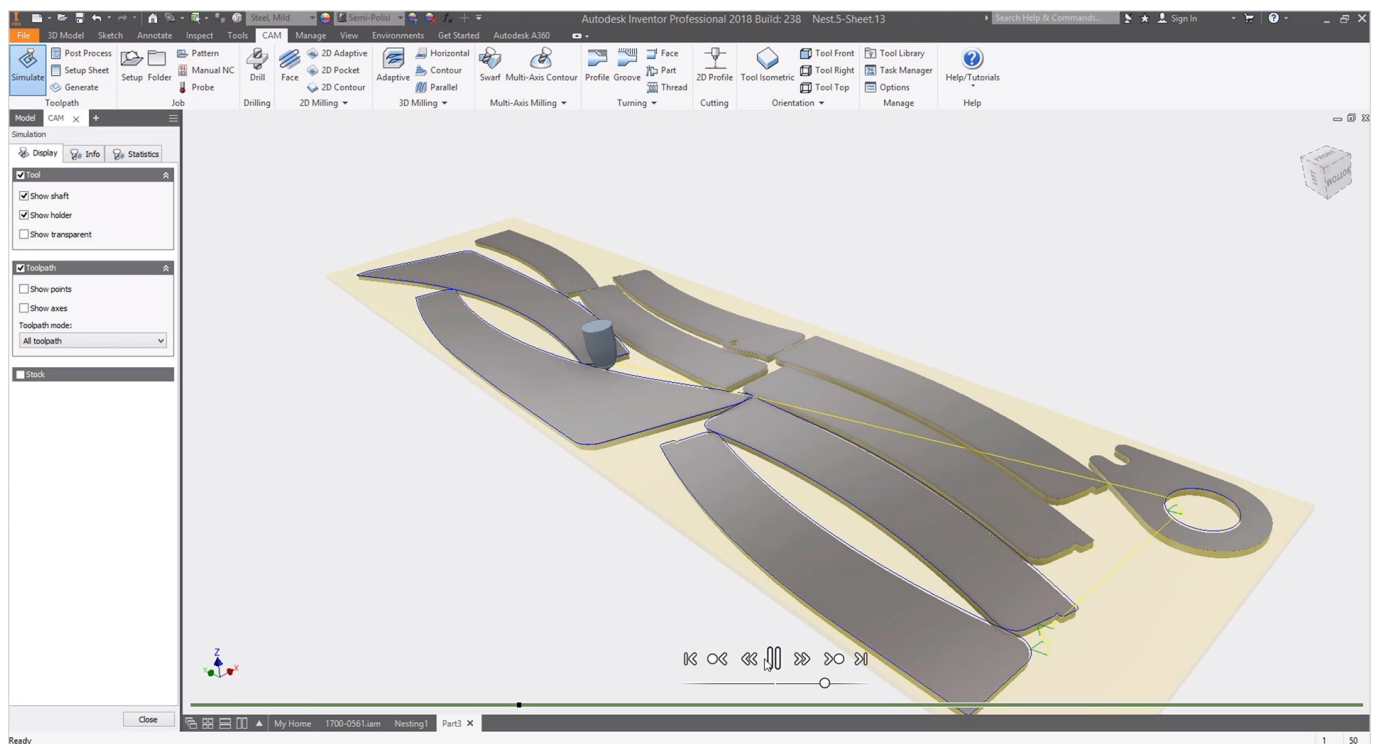 Steel, Mild Semi-Polisl fx Autodesk Inventor Professional 2018 Build: 238 Nest.5-Sheet.13 Search Help & Commands... Sign In
File 3D Model Sketch Annotate Inspect Tools CAM Manage View Environments Get Started Autodesk A360
Post Process Pattern 2D Adaptive Horizontal Face Tool Front Tool Library
Setup Sheet Manual NC 2D Pocket Contour Part Tool Right Task Manager
Simulate Setup Folder Drill Face Adaptive Swarf Multi-Axis Contour Profile Groove 2D Profile Tool Isometric Help/Tutorials
Generate Probe 2D Contour Parallel Thread Tool Top Options
Toolpath Job Drilling 2D Milling 3D Milling Multi-Axis Milling Turning Cutting Orientation Manage Help
Model CAM
Simulation
Display Info Statistics
Tool
Show shaft
Show holder
Show transparent
Toolpath
Show points
Show axes
Toolpath mode:
All toolpath
Stock
FRONT
BOTTOM
Z
Y X
Close
My Home 1700-0561.iam Nesting1 Part3
Ready 1 50